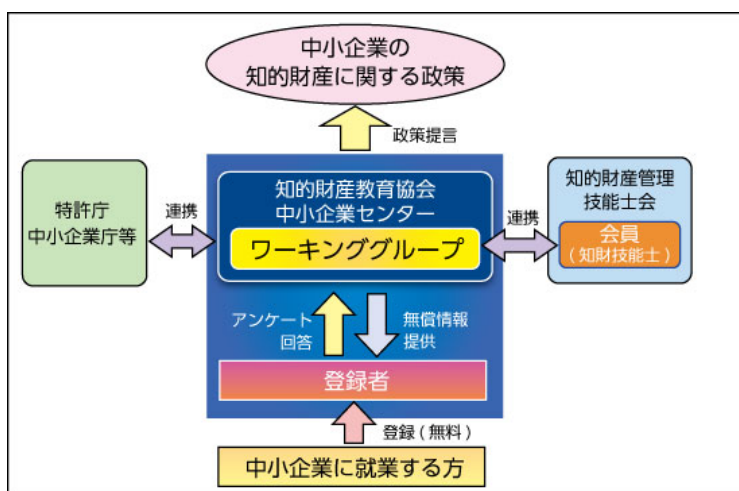 中小企業の
知的財産に関する政策
政策提言
特許庁
中小企業庁等
連携
知的財産教育協会
中小企業センター
ワーキンググループ
連携
知的財産管理
技能士会
会員
(知財技能士)
アンケート
回答
無償情報
提供
登録者
登録(無料)
中小企業に就業する方